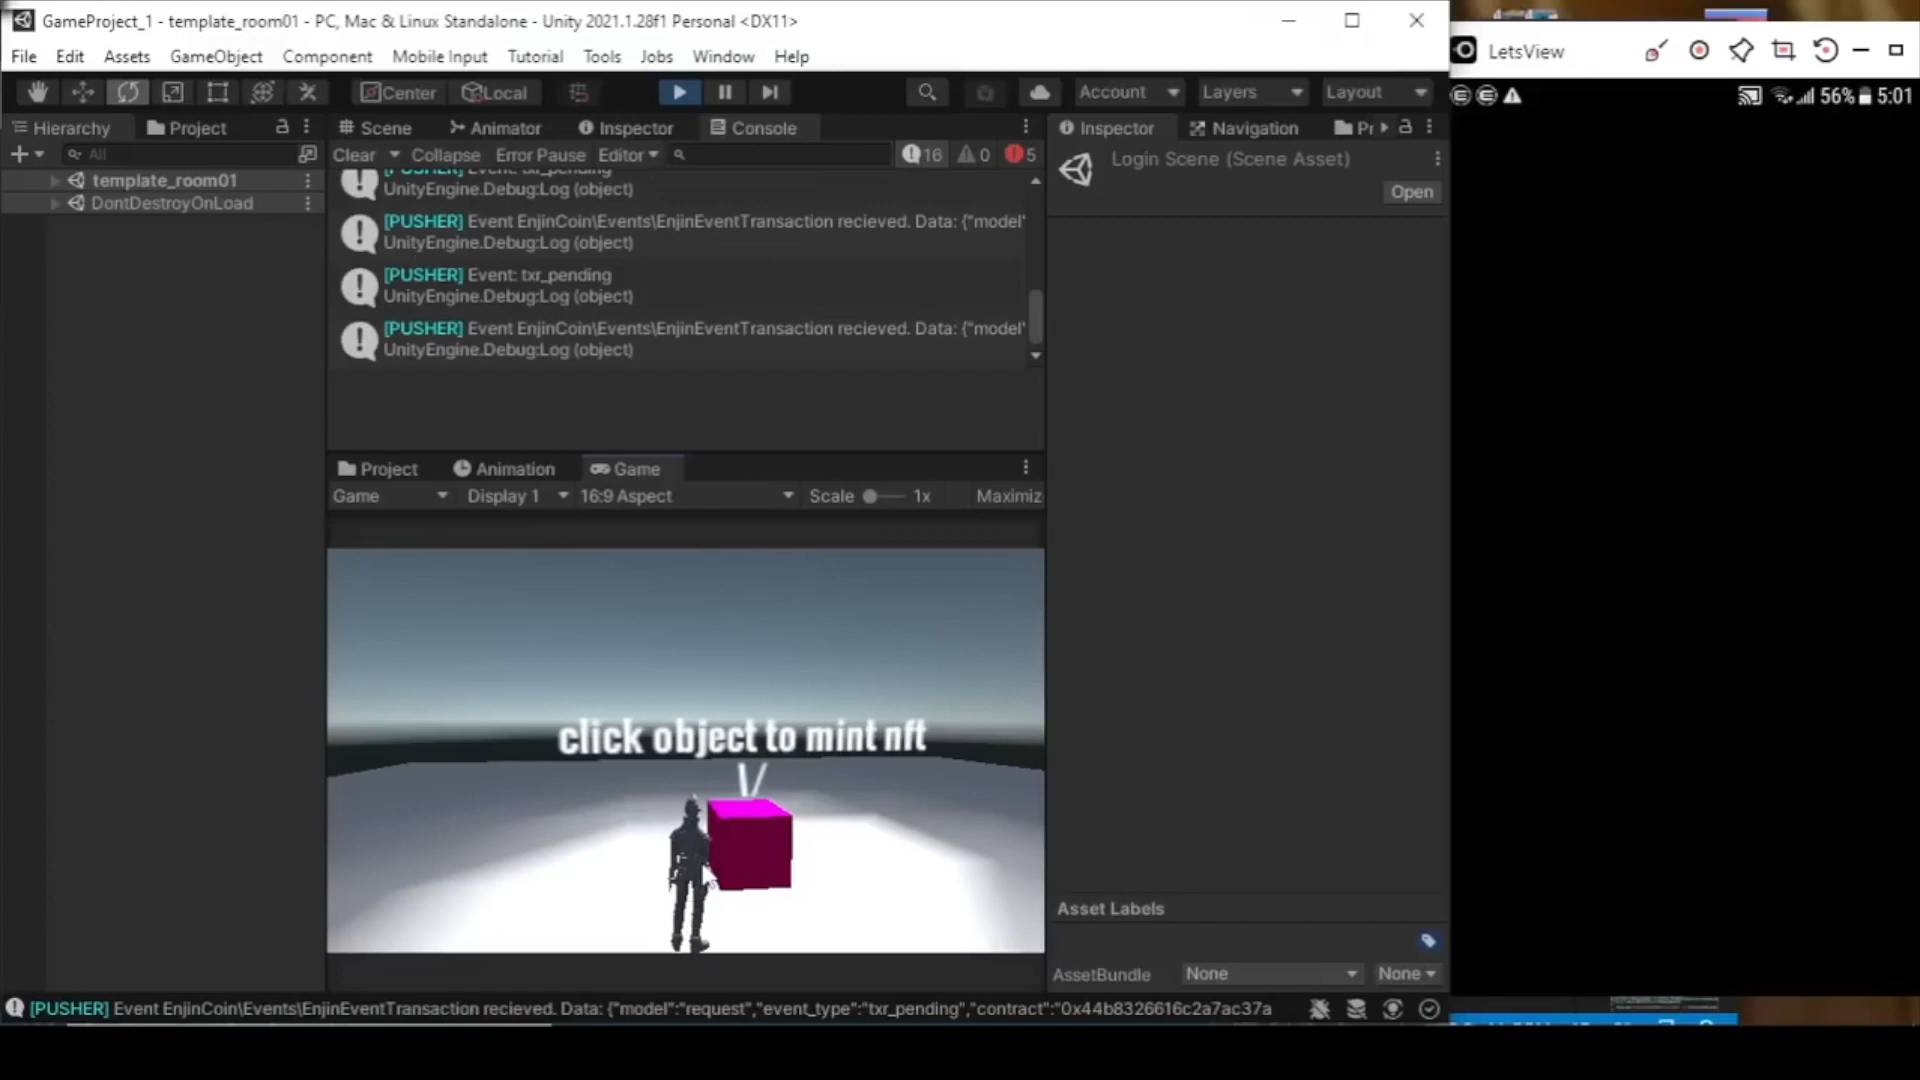 GameProject_1 - template_room01 - PC, Mac & Linux Standalone - Unity 2021.1.28f1 Personal <DX11>
File Edit Assets GameObject Component Mobile Input Tutorial Tools Jobs Window Help
LetsView
Center Local Account Layers Layout
56% 5:01
Hierarchy Project
Scene Animator Inspector Console
Inspector Navigation Pr
All
Clear Collapse Error Pause Editor 16 0 5
Login Scene (Scene Asset)
Open
template_room01
DontDestroyOnLoad
[PUSHER] Event: txr_pending
UnityEngine.Debug:Log (object)
[PUSHER] Event EnjinCoin\Events\EnjinEventTransaction recieved. Data: {"model"
UnityEngine.Debug:Log (object)
[PUSHER] Event: txr_pending
UnityEngine.Debug:Log (object)
[PUSHER] Event EnjinCoin\Events\EnjinEventTransaction recieved. Data: {"model"
UnityEngine.Debug:Log (object)
Project Animation Game
Game Display 1 16:9 Aspect Scale 1x Maximiz
click object to mint nft
\/
Asset Labels
AssetBundle None None
[PUSHER] Event EnjinCoin\Events\EnjinEventTransaction recieved. Data: {"model":"request","event_type":"txr_pending","contract":"0x44b8326616c2a7ac37a